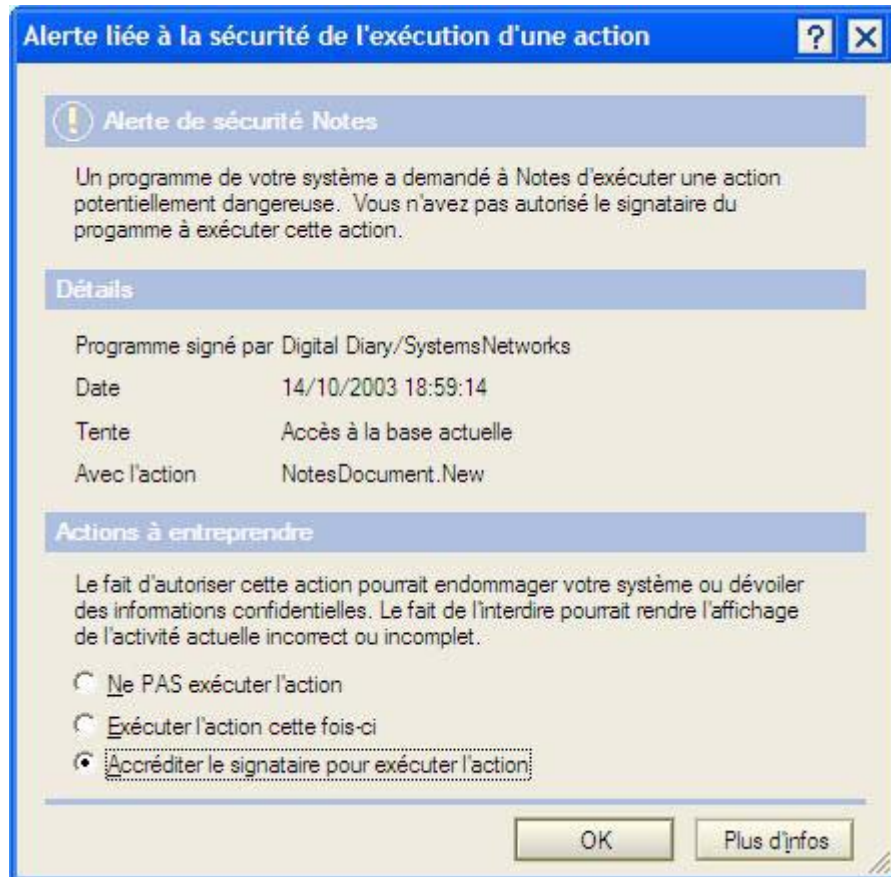 Alerte liée à la sécurité de l'exécution d'une action
Alerte de sécurité Notes
Un programme de votre système a demandé à Notes d'exécuter une action
potentiellement dangereuse. Vous n'avez pas autorisé le signataire du
progamme à exécuter cette action.
Détails
Programme signé par Digital Diary/SystemsNetworks
Date 14/10/2003 18:59:14
Tente Accès à la base actuelle
Avec l'action NotesDocument.New
Actions à entreprendre
Le fait d'autoriser cette action pourrait endommager votre système ou dévoiler
des informations confidentielles. Le fait de l'interdire pourrait rendre l'affichage
de l'activité actuelle incorrect ou incomplet.
Ne PAS exécuter l'action
Exécuter l'action cette fois-ci
Accréditer le signataire pour exécuter l'action
OK Plus d'infos